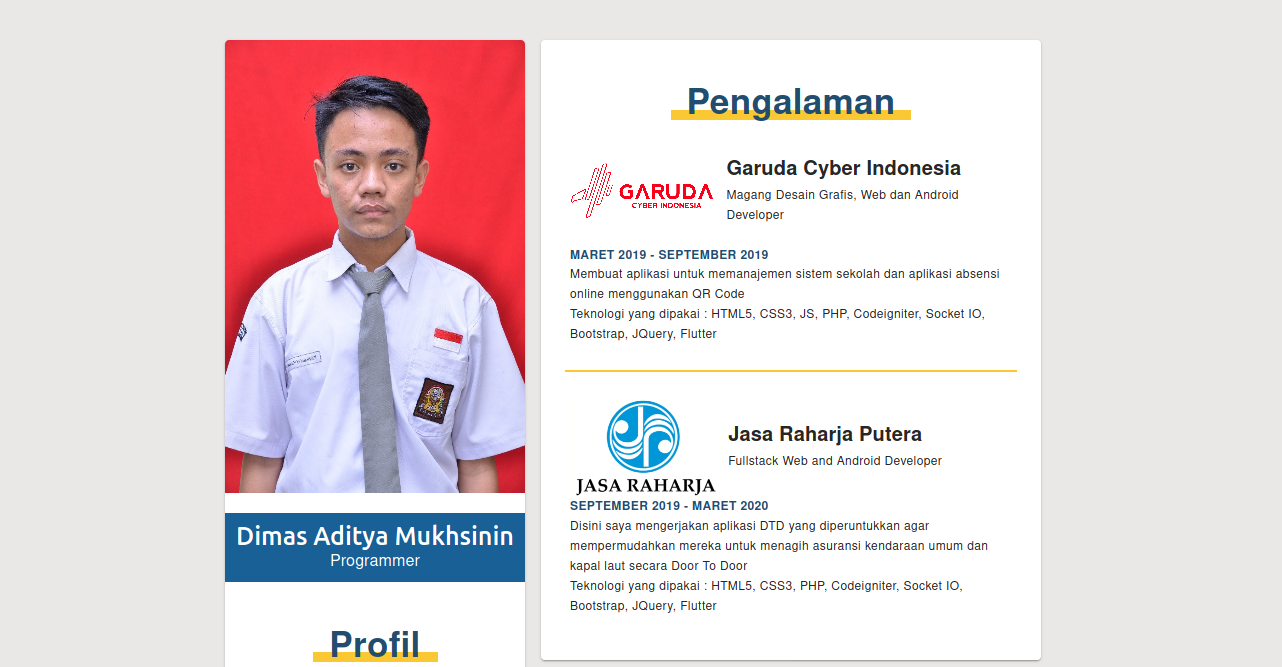 Dimas Aditya Mukhsinin
Programmer
Profil
Pengalaman
GARUDA
CYBER INDONESIA
Garuda Cyber Indonesia
Magang Desain Grafis, Web dan Android
Developer
MARET 2019 - SEPTEMBER 2019
Membuat aplikasi untuk memanajemen sistem sekolah dan aplikasi absensi
online menggunakan QR Code
Teknologi yang dipakai : HTML5, CSS3, JS, PHP, Codeigniter, Socket IO,
Bootstrap, JQuery, Flutter
JASA RAHARJA
Jasa Raharja Putera
Fullstack Web and Android Developer
SEPTEMBER 2019 - MARET 2020
Disini saya mengerjakan aplikasi DTD yang diperuntukkan agar
mempermudahkan mereka untuk menagih asuransi kendaraan umum dan
kapal laut secara Door To Door
Teknologi yang dipakai : HTML5, CSS3, PHP, Codeigniter, Socket IO,
Bootstrap, JQuery, Flutter